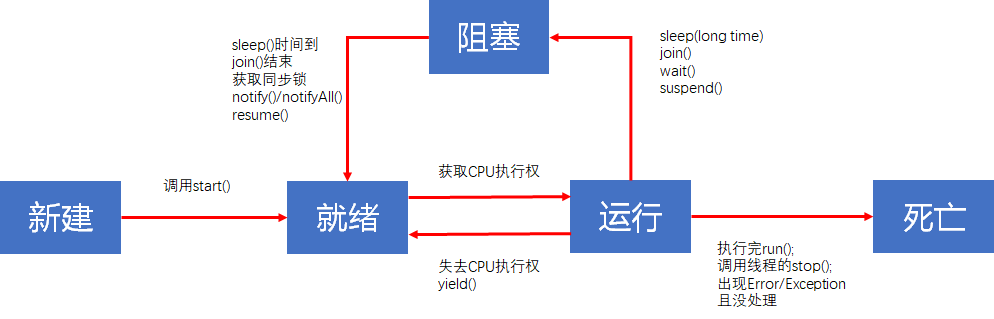 阻塞
sleep()时间到
join()结束
获取同步锁
notify()/notifyAll()
resume()
sleep(long time)
join()
wait()
suspend()
新建
调用start()
就绪
获取CPU执行权
失去CPU执行权
yield()
运行
执行完run();
调用线程的stop();
出现Error/Exception
且没处理
死亡